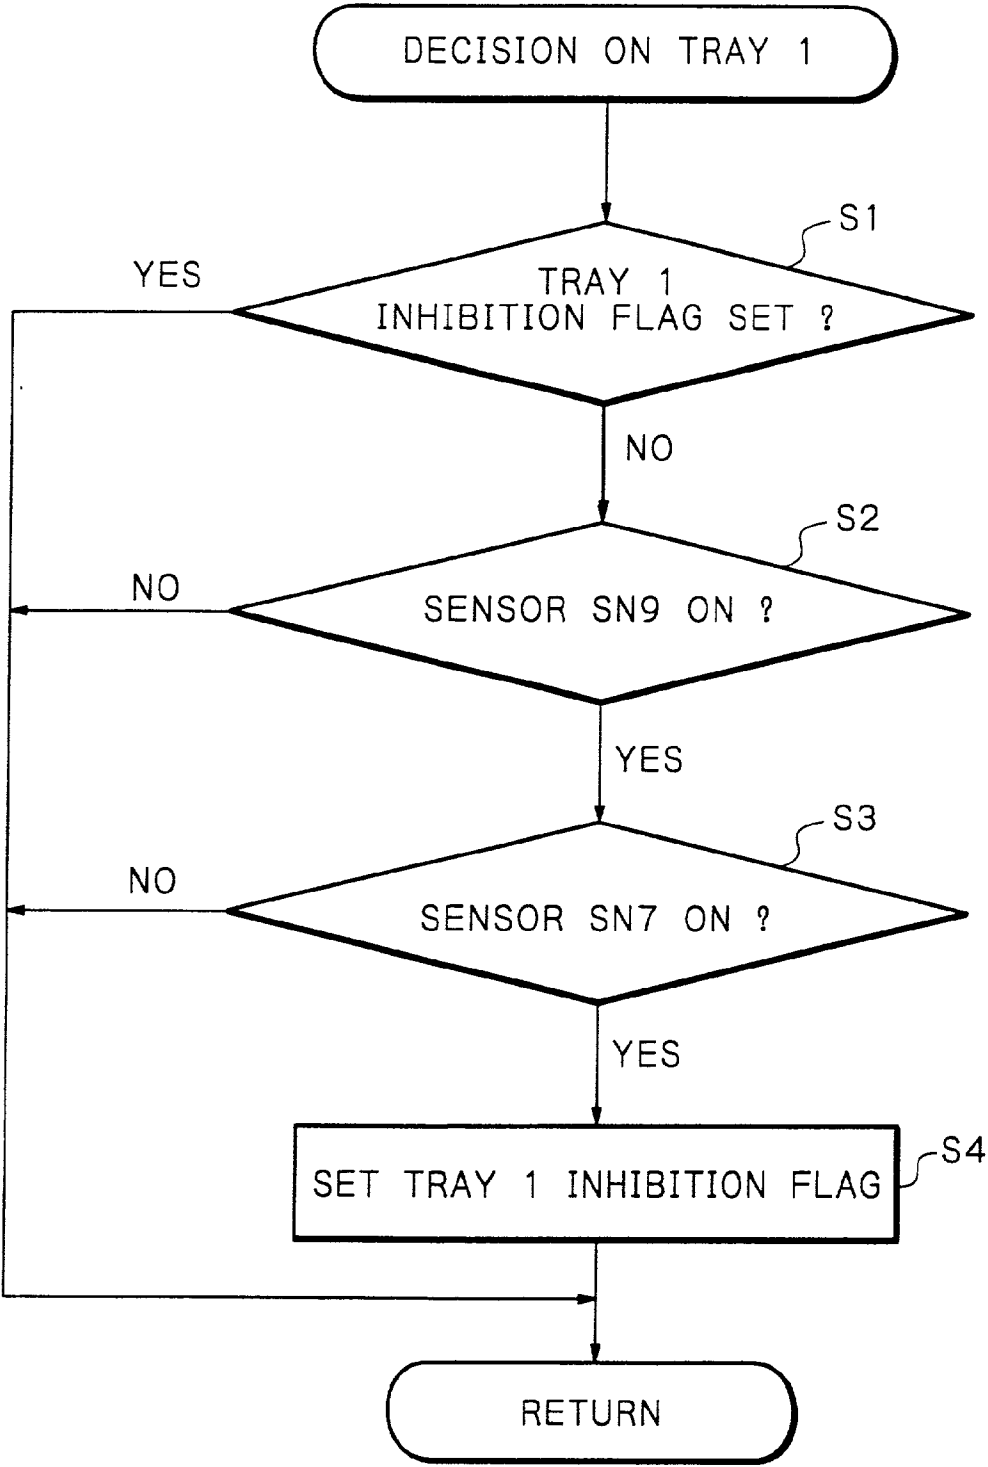 DECISION ON TRAY 1
S1
YES
TRAY 1
INHIBITION FLAG SET ?
NO
S2
NO
SENSOR SN9 ON ?
YES
S3
NO
SENSOR SN7 ON ?
YES
S4
SET TRAY 1 INHIBITION FLAG
RETURN